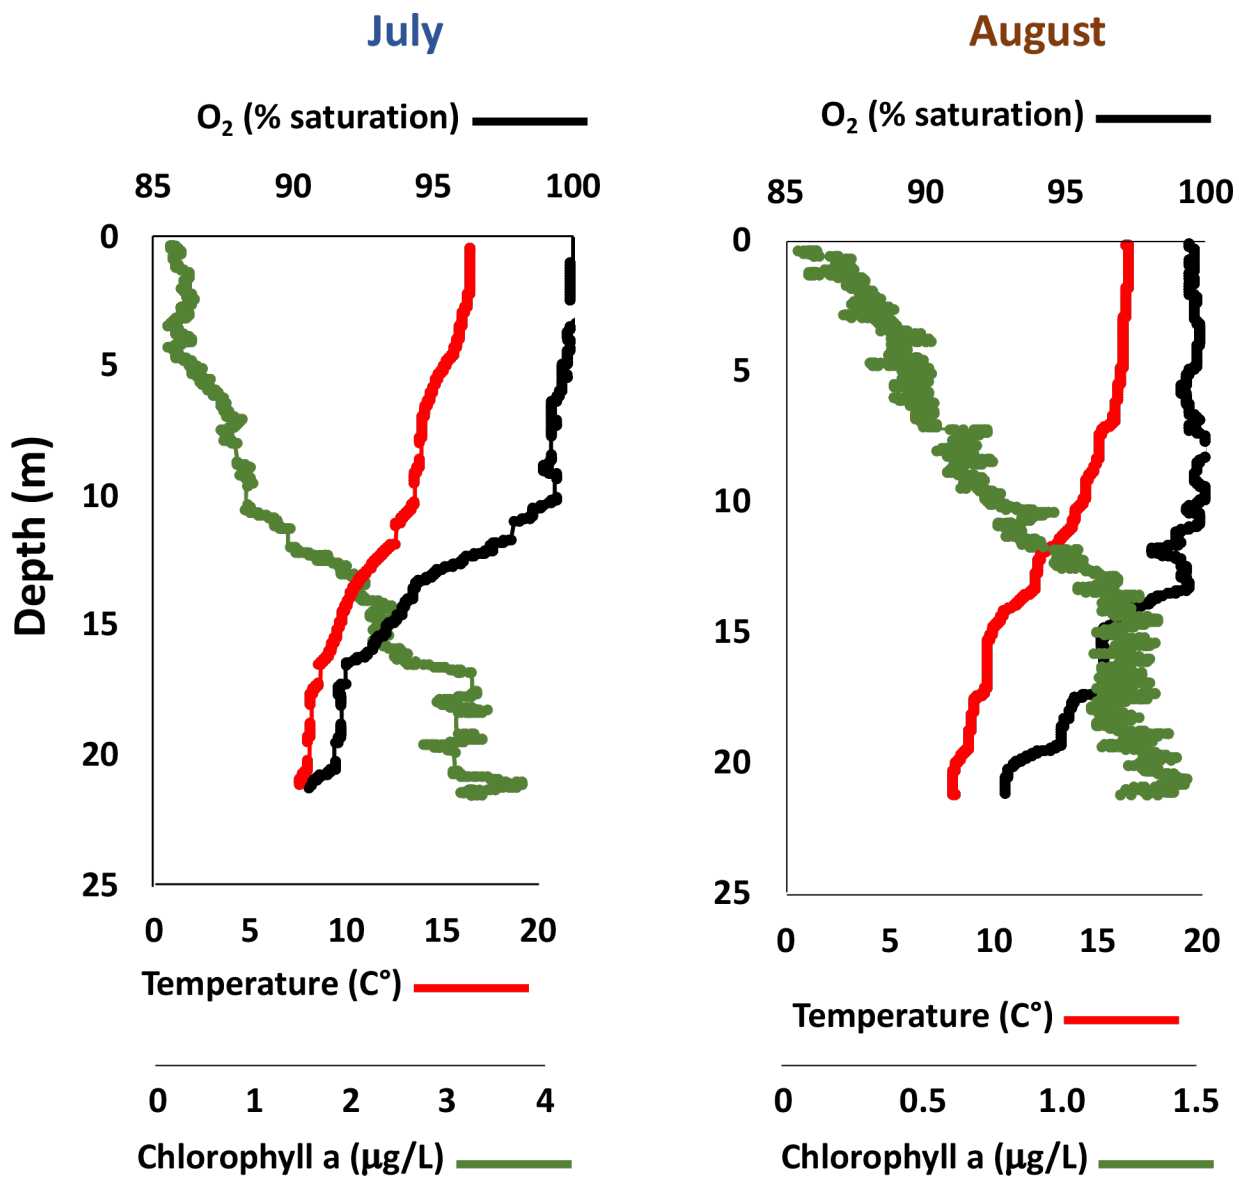 July
O₂ (% saturation)
85 90 95 100
0
5
10
15
20
25
Depth (m)
0 5 10 15 20
Temperature (C°)
0 1 2 3 4
Chlorophyll a (µg/L)
August
O₂ (% saturation)
85 90 95 100
0
5
10
15
20
25
0 5 10 15 20
Temperature (C°)
0 0.5 1.0 1.5
Chlorophyll a (µg/L)